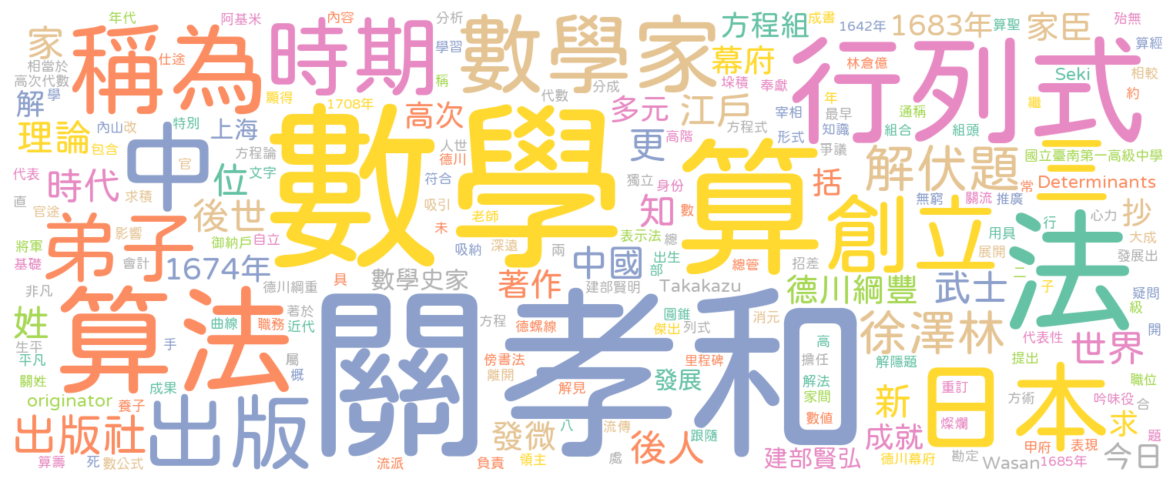 年代
阿基米
內容
分析
成書
1642年
算聖
殆無
家
稱為
仕途
時期
學習
數學家
方程組
1683年
家臣
算經
相當於
高次代數
顯得
相當於
稱
垛積
奉獻
幕府
林倉億
行列式
Seki
相較
約
解
學
1708年
分成
代數
內山
改
特別
上海
高次
多元
江戶
年
宰相
通稱
最早
知識
組合
組頭
繼
理論
包含
中
數學
人世
德川
方程論
官
文字
符合
高階
更
方程式
形式
爭議
算
解伏題
三
國立臺南第一高級中學
代表
時代
位
獨立
身份
括
無窮
關流
推廣
常
Determinants
直
求積
吸引
老師
知
數
創立
抄
行
心力
官途
後世
弟子
影響
御納戶
自立
未
深遠
兩
表示法
總
用具
大成
法
將軍
基礎
會計
1674年
吸納
出生
部
總管
招差
展開
二
發展出
數學史家
中國
子
非凡
德川綱重
具
著作
建部賢明
Takakazu
德川綱豐
武士
疑問
級
開
算法
著於
近代
關孝和
圓錐
消元
姓
曲線
職務
方程
德螺線
傑出
列式
高
徐澤林
代表性
世界
生平
平凡
手
屬
傍書法
離開
里程碑
擔任
解隱題
提出
關姓
成果
概
解見
發展
解法
家間
新
日本
重訂
方術
職位
originator
養子
出版
數值
燦爛
吟味役
合
求
出版社
發微
八
流傳
後人
跟隨
成就
甲府
表現
題
算籌
死
數公式
流派
負責
領主
處
建部賢弘
德川幕府
勘定
Wasan
1685年
今日